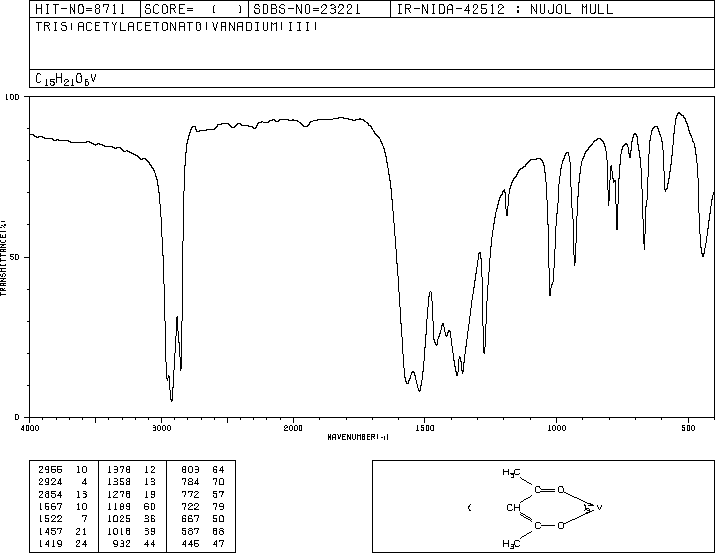 HIT-NO=8711 SCORE= ( ) SDBS-NO=23221 IR-NIDA-42512 : NUJOL MULL
TRIS(ACETYLACETONATO)VANADIUM(III)
C15H21O6V
100
50
0
TRANSMITTANCE(%)
4000 3000 2000 1500 1000 500
WAVENUMBER(-1)
2956 10 1378 12 803 64
2924 4 1358 13 784 70
2854 13 1278 19 772 57
1567 10 1189 60 722 79
1522 7 1025 36 667 50
1457 21 1018 39 587 68
1419 24 932 44 445 47
H3C
C O
( CH V
C O
H3C